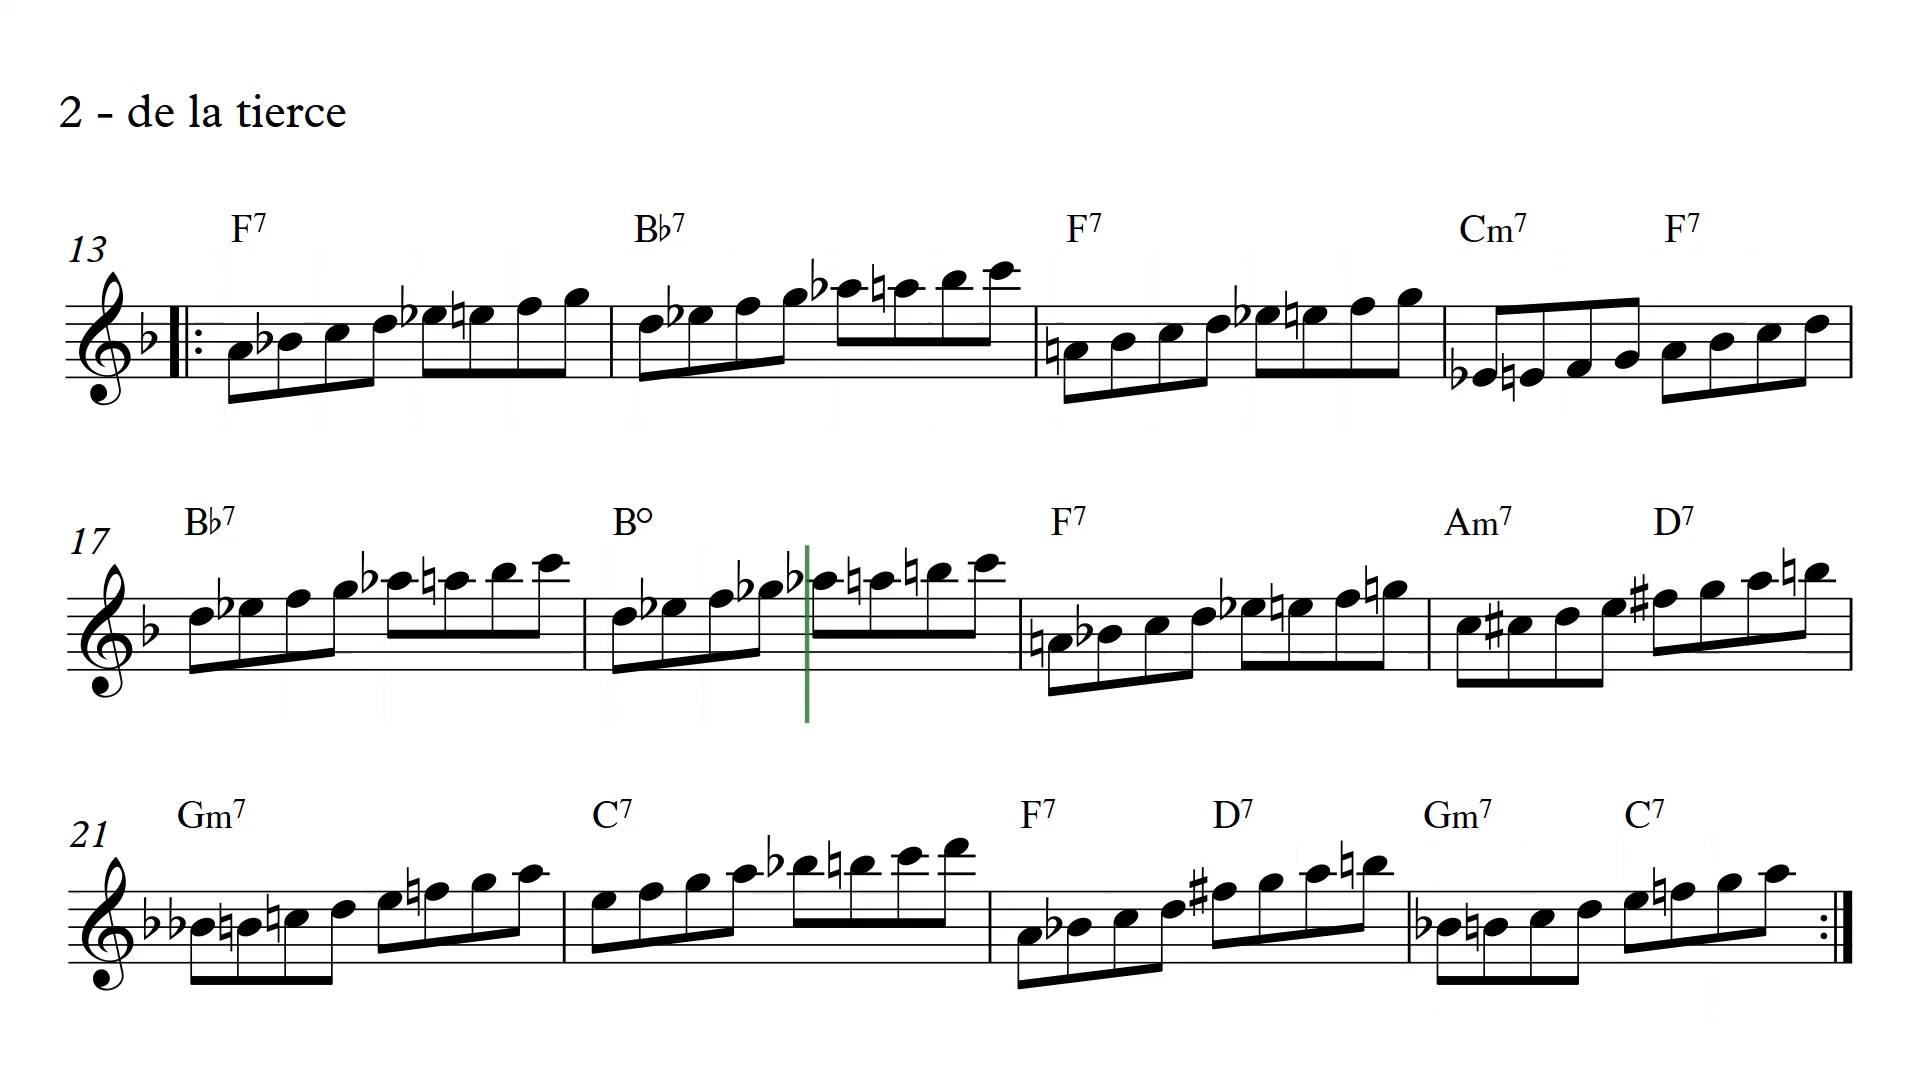 2 - de la tierce
F7 B♭7 F7 Cm7 F7
13
B♭7 B° F7 Am7 D7
17
Gm7 C7 F7 D7 Gm7 C7
21